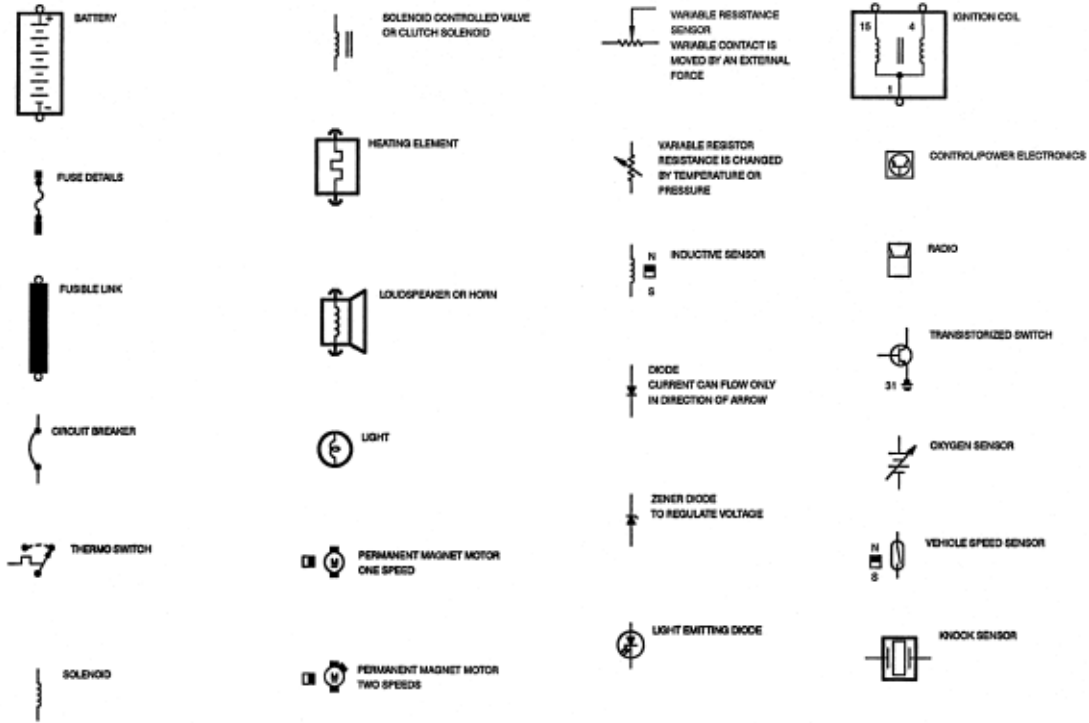 BATTERY
+
–
FUSE DETAILS
FUSIBLE LINK
CIRCUIT BREAKER
THERMO SWITCH
SOLENOID
SOLENOID CONTROLLED VALVE
OR CLUTCH SOLENOID
HEATING ELEMENT
LOUDSPEAKER OR HORN
LIGHT
M
PERMANENT MAGNET MOTOR
ONE SPEED
M
PERMANENT MAGNET MOTOR
TWO SPEEDS
VARIABLE RESISTANCE
SENSOR
VARIABLE CONTACT IS
MOVED BY AN EXTERNAL
FORCE
VARIABLE RESISTOR
RESISTANCE IS CHANGED
BY TEMPERATURE OR
PRESSURE
N
S
INDUCTIVE SENSOR
DIODE
CURRENT CAN FLOW ONLY
IN DIRECTION OF ARROW
ZENER DIODE
TO REGULATE VOLTAGE
LIGHT EMITTING DIODE
15 4
1
IGNITION COIL
CONTROL/POWER ELECTRONICS
RADIO
TRANSISTORIZED SWITCH
31
OXYGEN SENSOR
N
S
VEHICLE SPEED SENSOR
KNOCK SENSOR